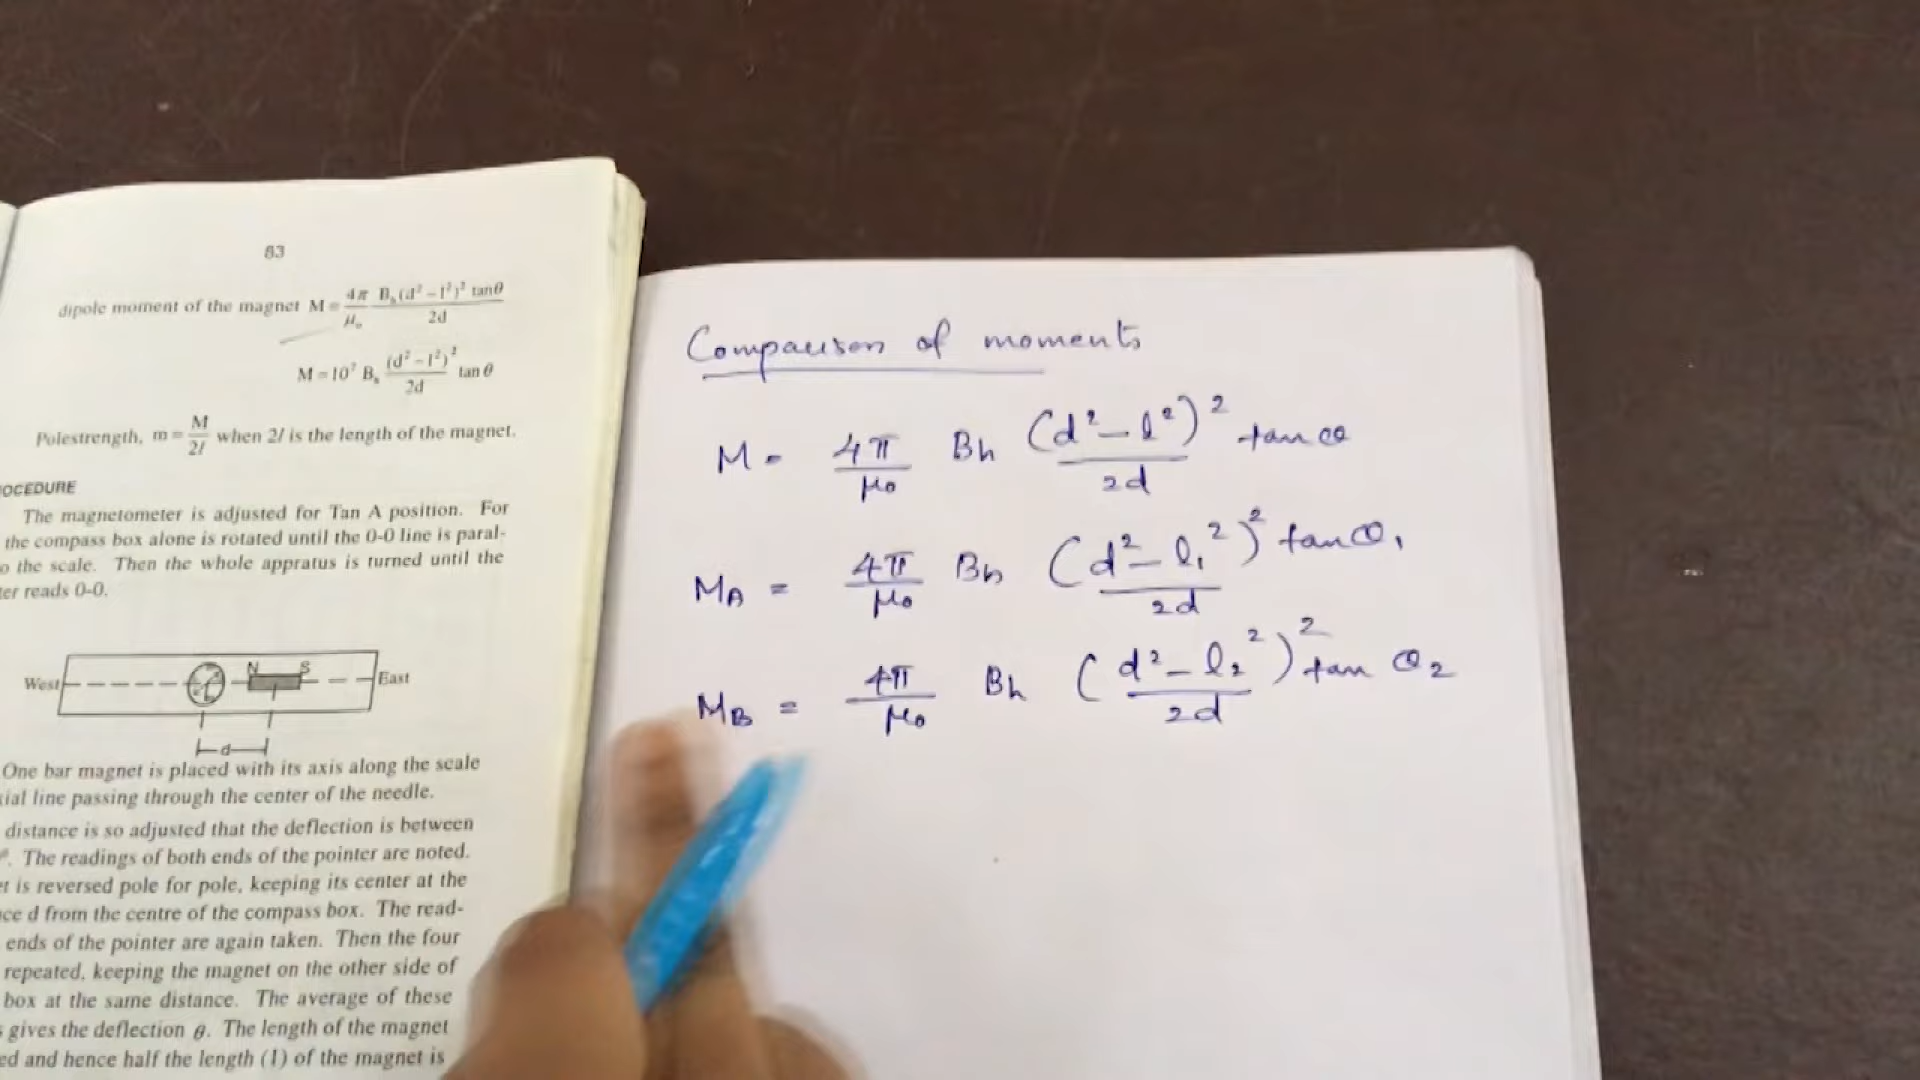 83
dipole moment of the magnet M = 4π/μ₀ Bₕ(d² − l²)² tanθ/2d
M = 10⁷ Bₕ (d² − l²)²/2d tan θ
Polestrength, m = M/2l when 2l is the length of the magnet.
OCEDURE
The magnetometer is adjusted for Tan A position. For
the compass box alone is rotated until the 0-0 line is paral-
o the scale. Then the whole appratus is turned until the
ter reads 0-0.
West N S East
d
One bar magnet is placed with its axis along the scale
ial line passing through the center of the needle.
distance is so adjusted that the deflection is between
°. The readings of both ends of the pointer are noted.
et is reversed pole for pole, keeping its center at the
ce d from the centre of the compass box. The read-
ends of the pointer are again taken. Then the four
repeated, keeping the magnet on the other side of
box at the same distance. The average of these
s gives the deflection θ. The length of the magnet
ed and hence half the length (1) of the magnet is
Comparison of moments
M = 4π/μ₀ Bh (d² − l²)²/2d tan θ
MA = 4π/μ₀ Bh (d² − l₁²)²/2d tan θ₁
MB = 4π/μ₀ Bh (d² − l₂²)²/2d tan θ₂